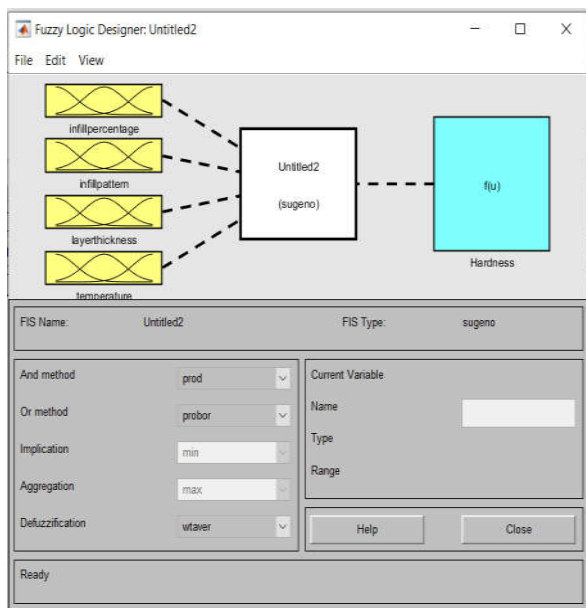 Fuzzy Logic Designer: Untitled2
File Edit View
infillpercentage
infillpattern
layerthickness
temperature
Untitled2
(sugeno)
f(u)
Hardness
FIS Name: Untitled2 FIS Type: sugeno
And method prod
Or method probor
Implication min
Aggregation max
Defuzzification wtaver
Current Variable
Name
Type
Range
Help Close
Ready